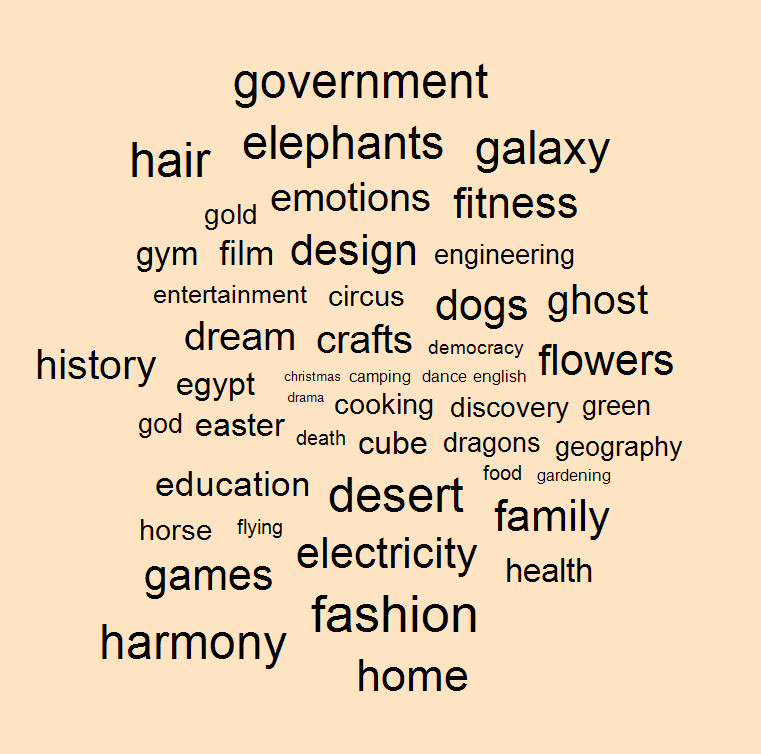 government
hair elephants galaxy
gold emotions fitness
gym film design engineering
entertainment circus dogs ghost
dream crafts democracy flowers
history egypt christmas camping dance english
drama cooking discovery green
god easter death cube dragons geography
education desert food gardening
horse flying family
electricity health
games
fashion
harmony
home